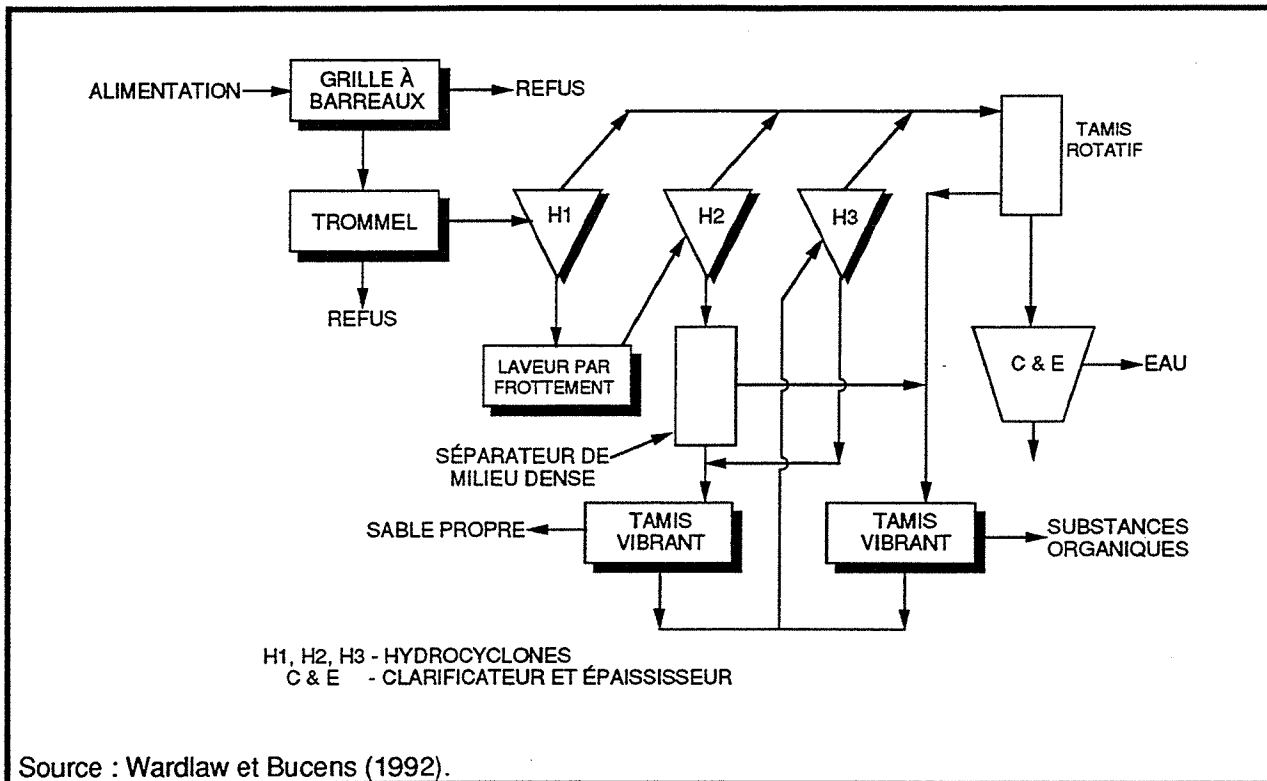 ALIMENTATION
GRILLE À
BARREAUX
REFUS
TROMMEL
REFUS
H1
H2
H3
TAMIS
ROTATIF
LAVEUR PAR
FROTTEMENT
C & E
EAU
SÉPARATEUR DE
MILIEU DENSE
SABLE PROPRE
TAMIS
VIBRANT
TAMIS
VIBRANT
SUBSTANCES
ORGANIQUES
H1, H2, H3 - HYDROCYCLONES
C & E - CLARIFICATEUR ET ÉPAISSISSEUR
Source : Wardlaw et Bucens (1992).